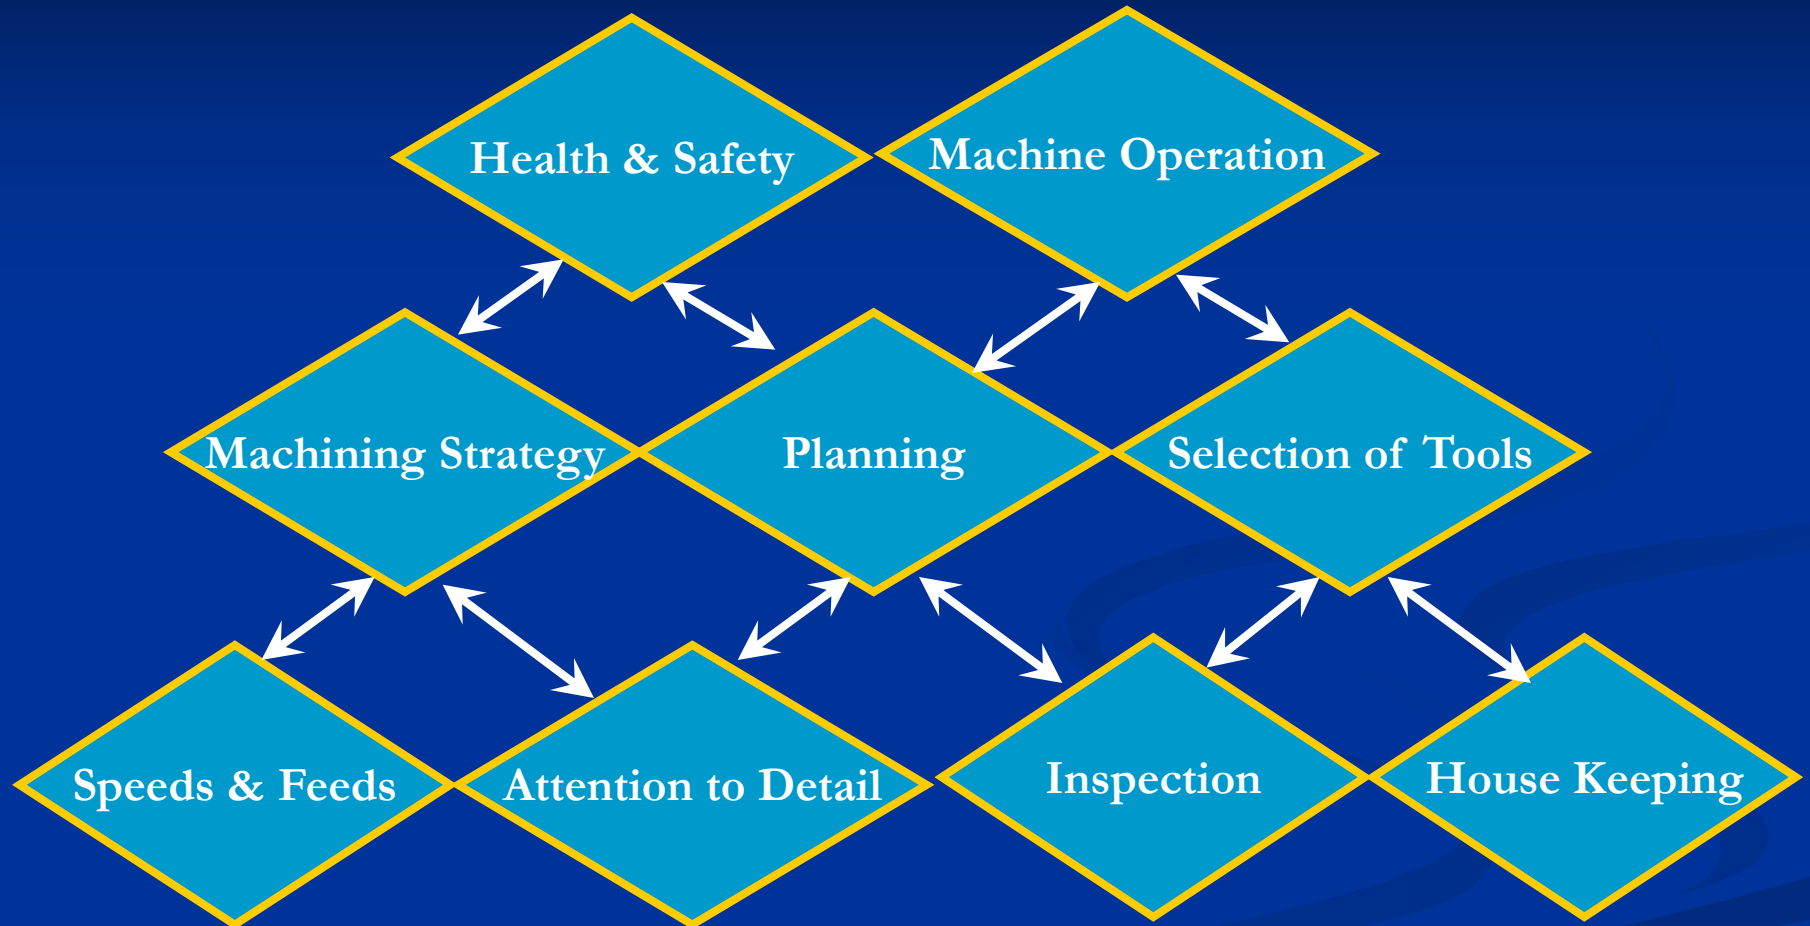 Health & Safety
Machine Operation
Machining Strategy
Planning
Selection of Tools
Speeds & Feeds
Attention to Detail
Inspection
House Keeping